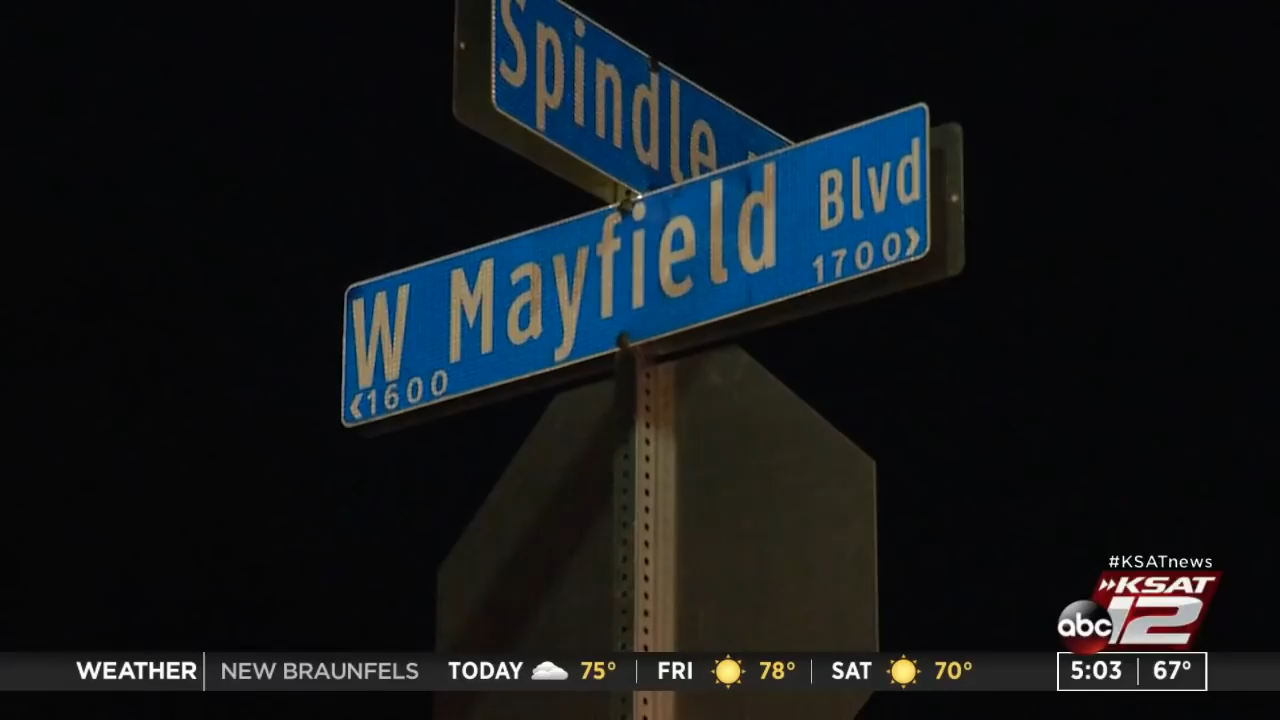 Spindle
W Mayfield Blvd
<1600
1700>
#KSATnews
KSAT
abc 12
WEATHER NEW BRAUNFELS TODAY 75° FRI 78° SAT 70° 5:03 67°